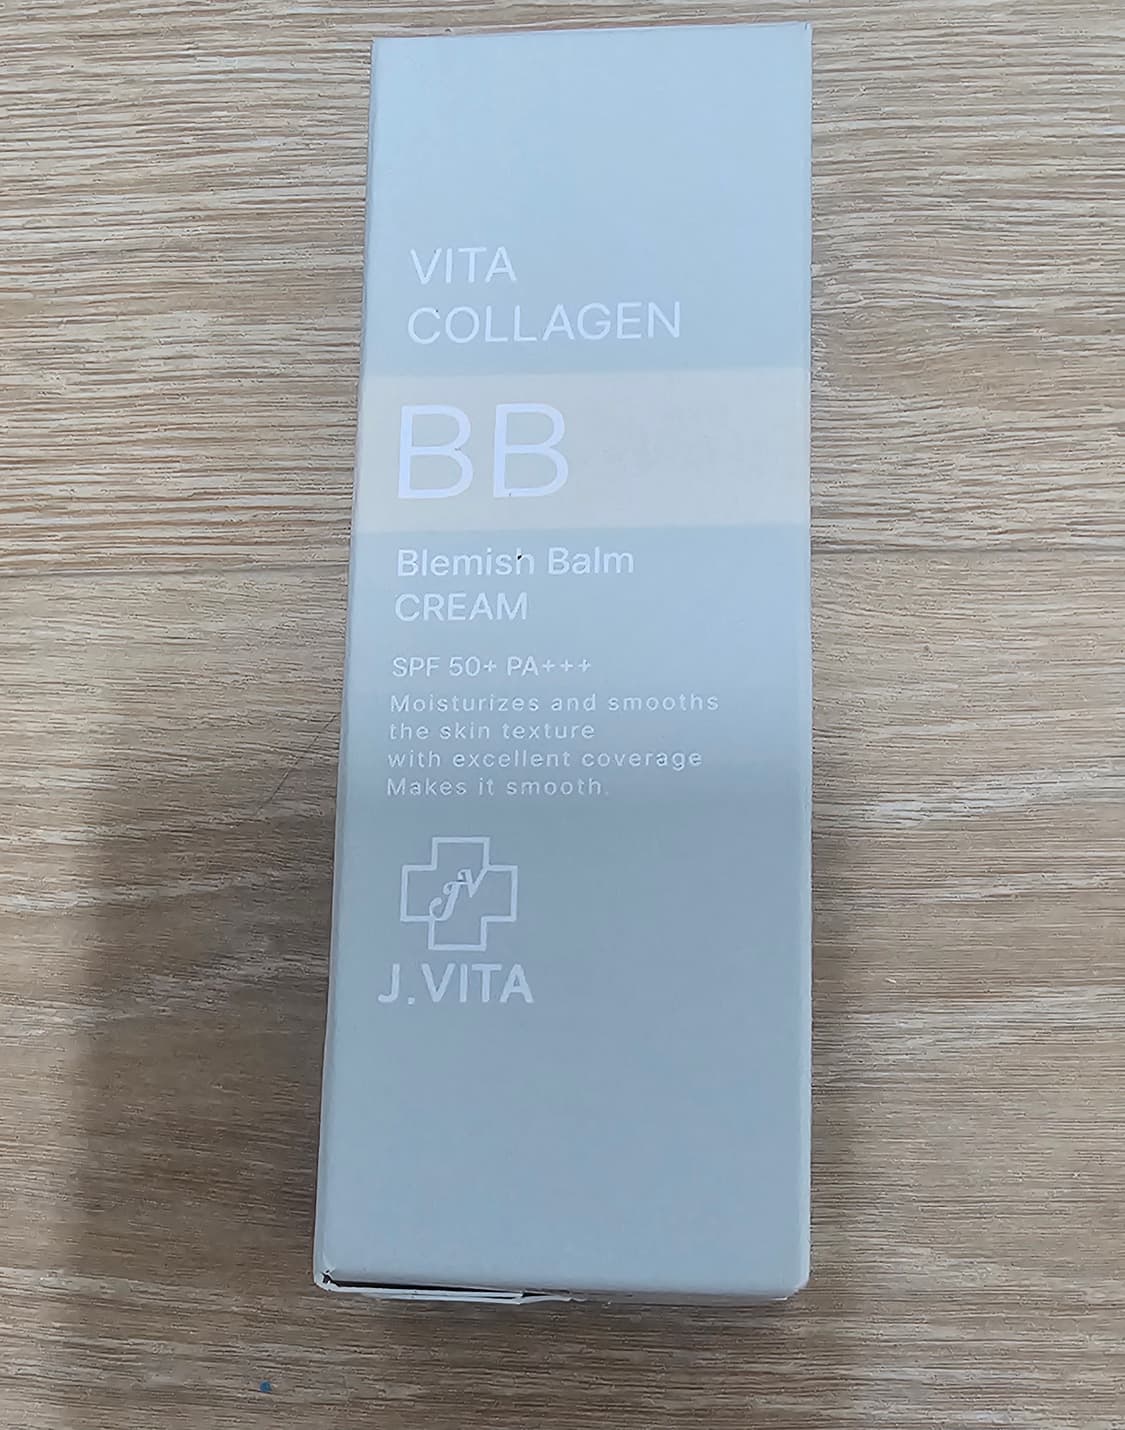 VITA
COLLAGEN
BB
Blemish Balm
CREAM
SPF 50+ PA+++
Moisturizes and smooths
the skin texture
with excellent coverage
Makes it smooth.
JV
J.VITA